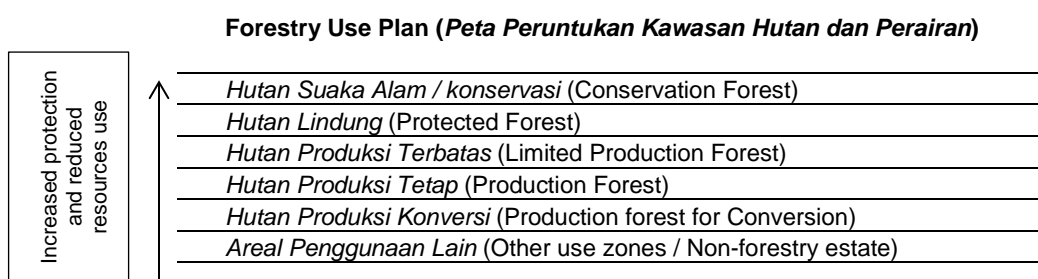 Forestry Use Plan (Peta Peruntukan Kawasan Hutan dan Perairan)
Increased protection
and reduced
resources use
Hutan Suaka Alam / konservasi (Conservation Forest)
Hutan Lindung (Protected Forest)
Hutan Produksi Terbatas (Limited Production Forest)
Hutan Produksi Tetap (Production Forest)
Hutan Produksi Konversi (Production forest for Conversion)
Areal Penggunaan Lain (Other use zones / Non-forestry estate)